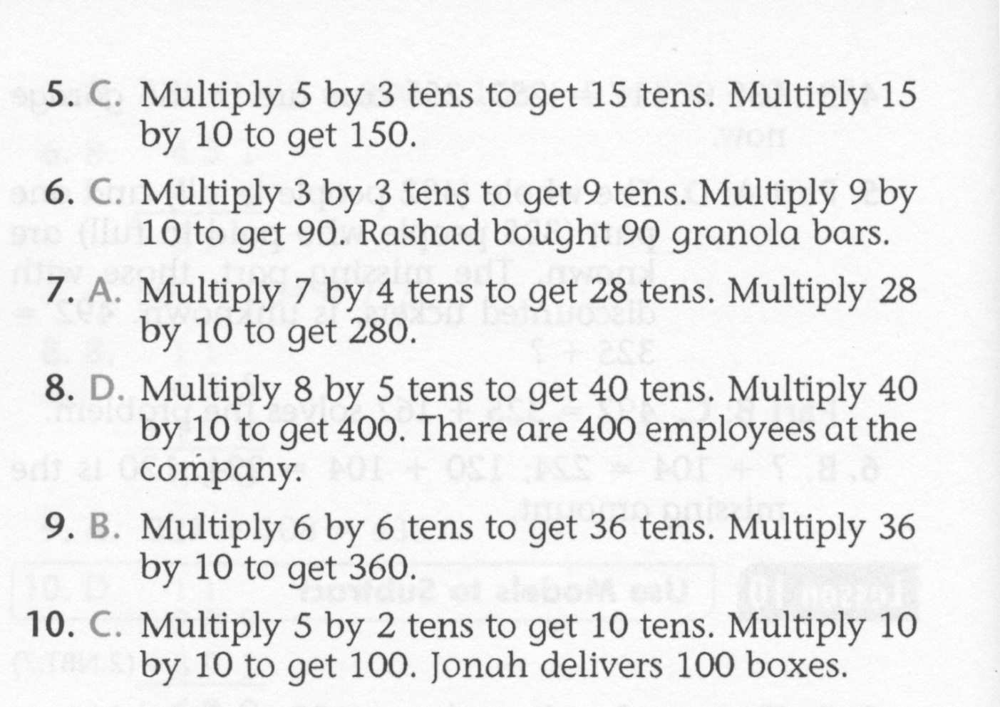 5. C. Multiply 5 by 3 tens to get 15 tens. Multiply 15
by 10 to get 150.
6. C. Multiply 3 by 3 tens to get 9 tens. Multiply 9 by
10 to get 90. Rashad bought 90 granola bars.
7. A. Multiply 7 by 4 tens to get 28 tens. Multiply 28
by 10 to get 280.
8. D. Multiply 8 by 5 tens to get 40 tens. Multiply 40
by 10 to get 400. There are 400 employees at the
company.
9. B. Multiply 6 by 6 tens to get 36 tens. Multiply 36
by 10 to get 360.
10. C. Multiply 5 by 2 tens to get 10 tens. Multiply 10
by 10 to get 100. Jonah delivers 100 boxes.